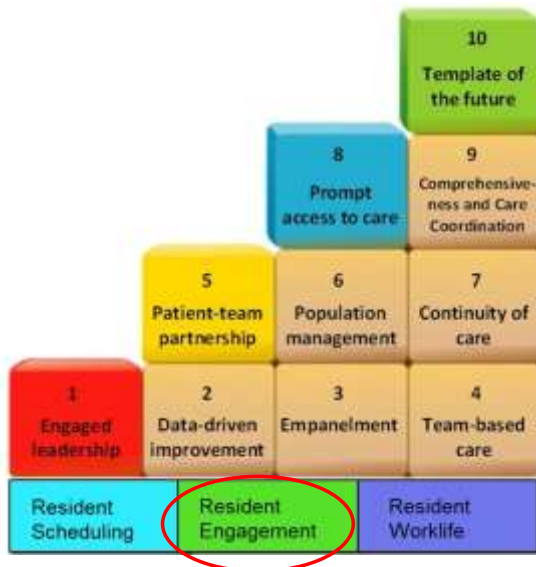 10
Template of
the future
8
Prompt
access to care
9
Comprehensive-
ness and Care
Coordination
5
Patient-team
partnership
6
Population
management
7
Continuity of
care
1
Engaged
leadership
2
Data-driven
improvement
3
Empanelment
4
Team-based
care
Resident
Scheduling
Resident
Engagement
Resident
Worklife